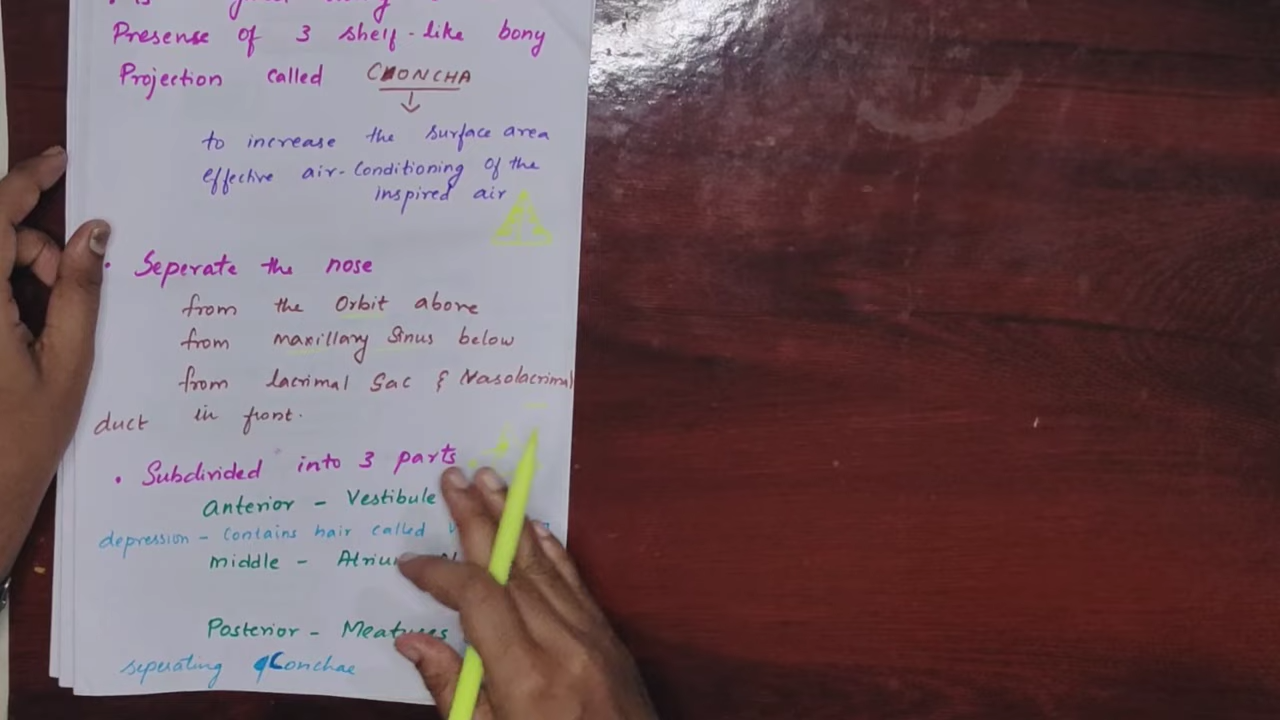 Presense of 3 shelf-like bony
Projection called CHONCHA
to increase the surface area
effective air-Conditioning of the
inspired air
• Seperate the nose
from the Orbit above
from maxillary Sinus below
from lacrimal Sac & Nasolacrimal
duct in front.
• Subdivided into 3 parts
anterior - Vestibule
depression - Contains hair called
middle -
Posterior - Meatuses
seperating Conchae